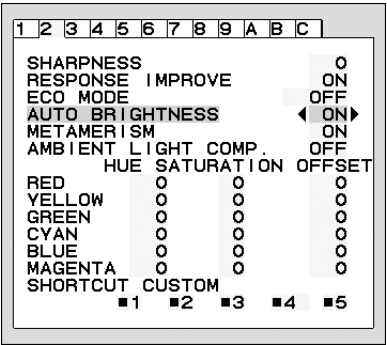 1 2 3 4 5 6 7 8 9 A B C
SHARPNESS 0
RESPONSE IMPROVE ON
ECO MODE OFF
AUTO BRIGHTNESS ◀ ON▶
METAMERISM ON
AMBIENT LIGHT COMP. OFF
HUE SATURATION OFFSET
RED 0 0 0
YELLOW 0 0 0
GREEN 0 0 0
CYAN 0 0 0
BLUE 0 0 0
MAGENTA 0 0 0
SHORTCUT CUSTOM
■1 ■2 ■3 ■4 ■5